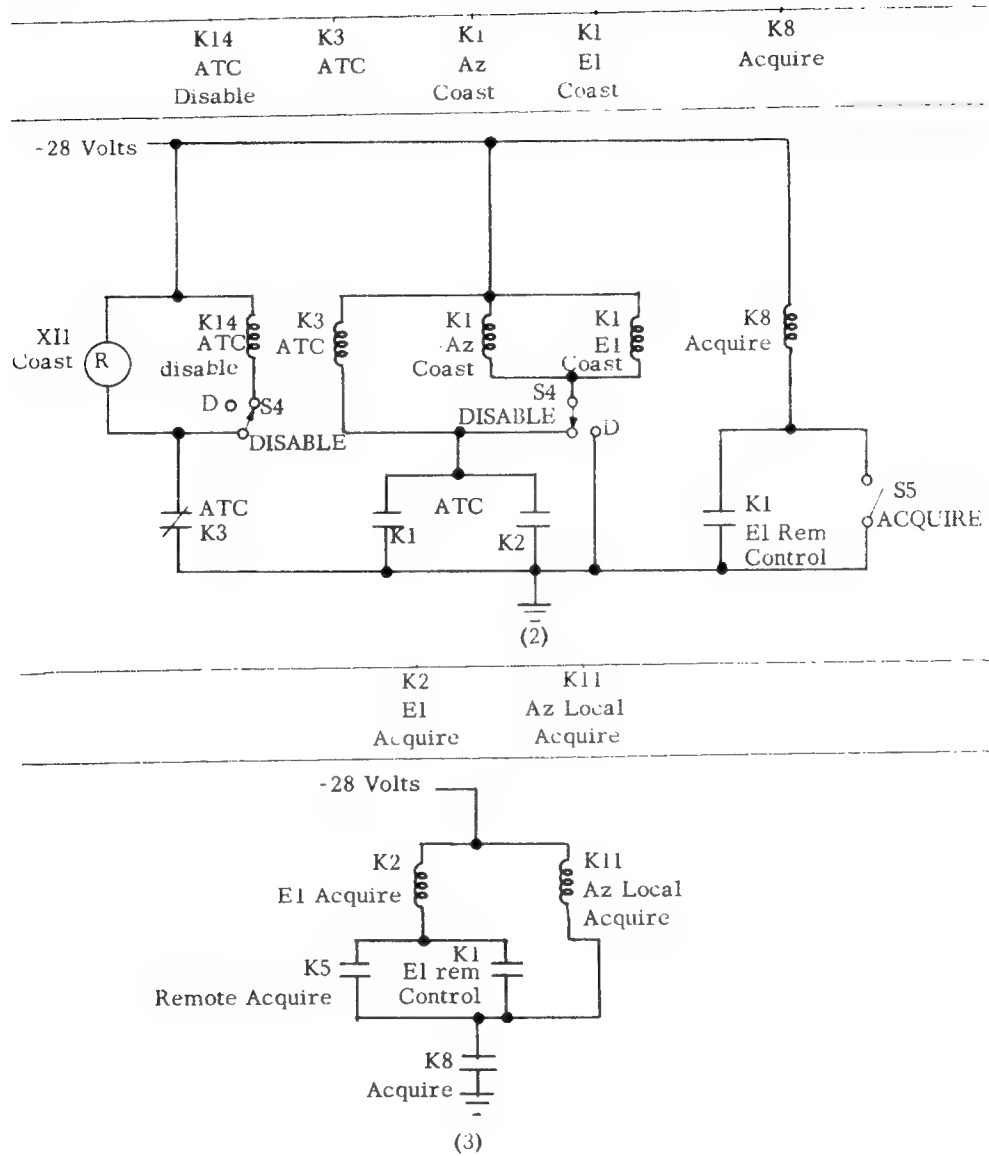 K14 K3 K1 K1 K8
ATC ATC Az El Acquire
Disable Coast Coast
-28 Volts
XI1
Coast
R
K14
ATC
disable
D
S4
DISABLE
K3
ATC
K1
Az
Coast
K1
El
Coast
S4
DISABLE
D
K8
Acquire
ATC
K3
ATC
K1
K2
K1
El Rem
Control
S5
ACQUIRE
(2)
K2 K11
El Az Local
Acquire Acquire
-28 Volts
K2
El Acquire
K11
Az Local
Acquire
K5
Remote Acquire
K1
El rem
Control
K8
Acquire
(3)